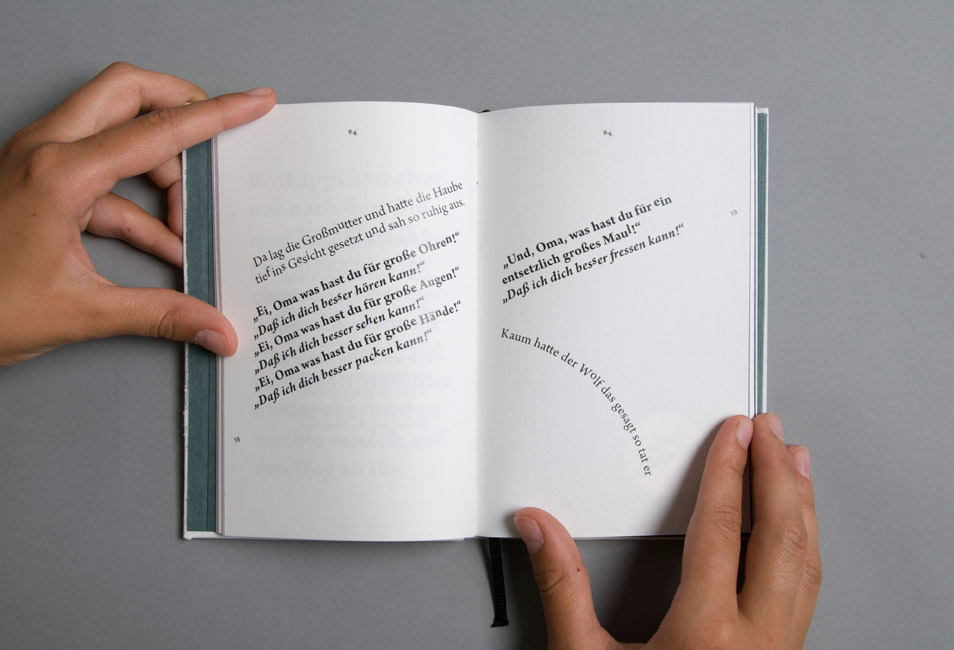 RK
Da lag die Großmutter und hatte die Haube
tief ins Gesicht gesetzt und sah so ruhig aus.
„Ei, Oma was hast du für große Ohren!“
„Daß ich dich besser hören kann!“
„Ei, Oma was hast du für große Augen!“
„Daß ich dich besser sehen kann!“
„Ei, Oma was hast du für große Hände!“
„Daß ich dich besser packen kann!“
18
RK
19
„Und, Oma, was hast du für ein
entsetzlich großes Maul!“
„Daß ich dich besser fressen kann!“
Kaum hatte der Wolf das gesagt so tat er